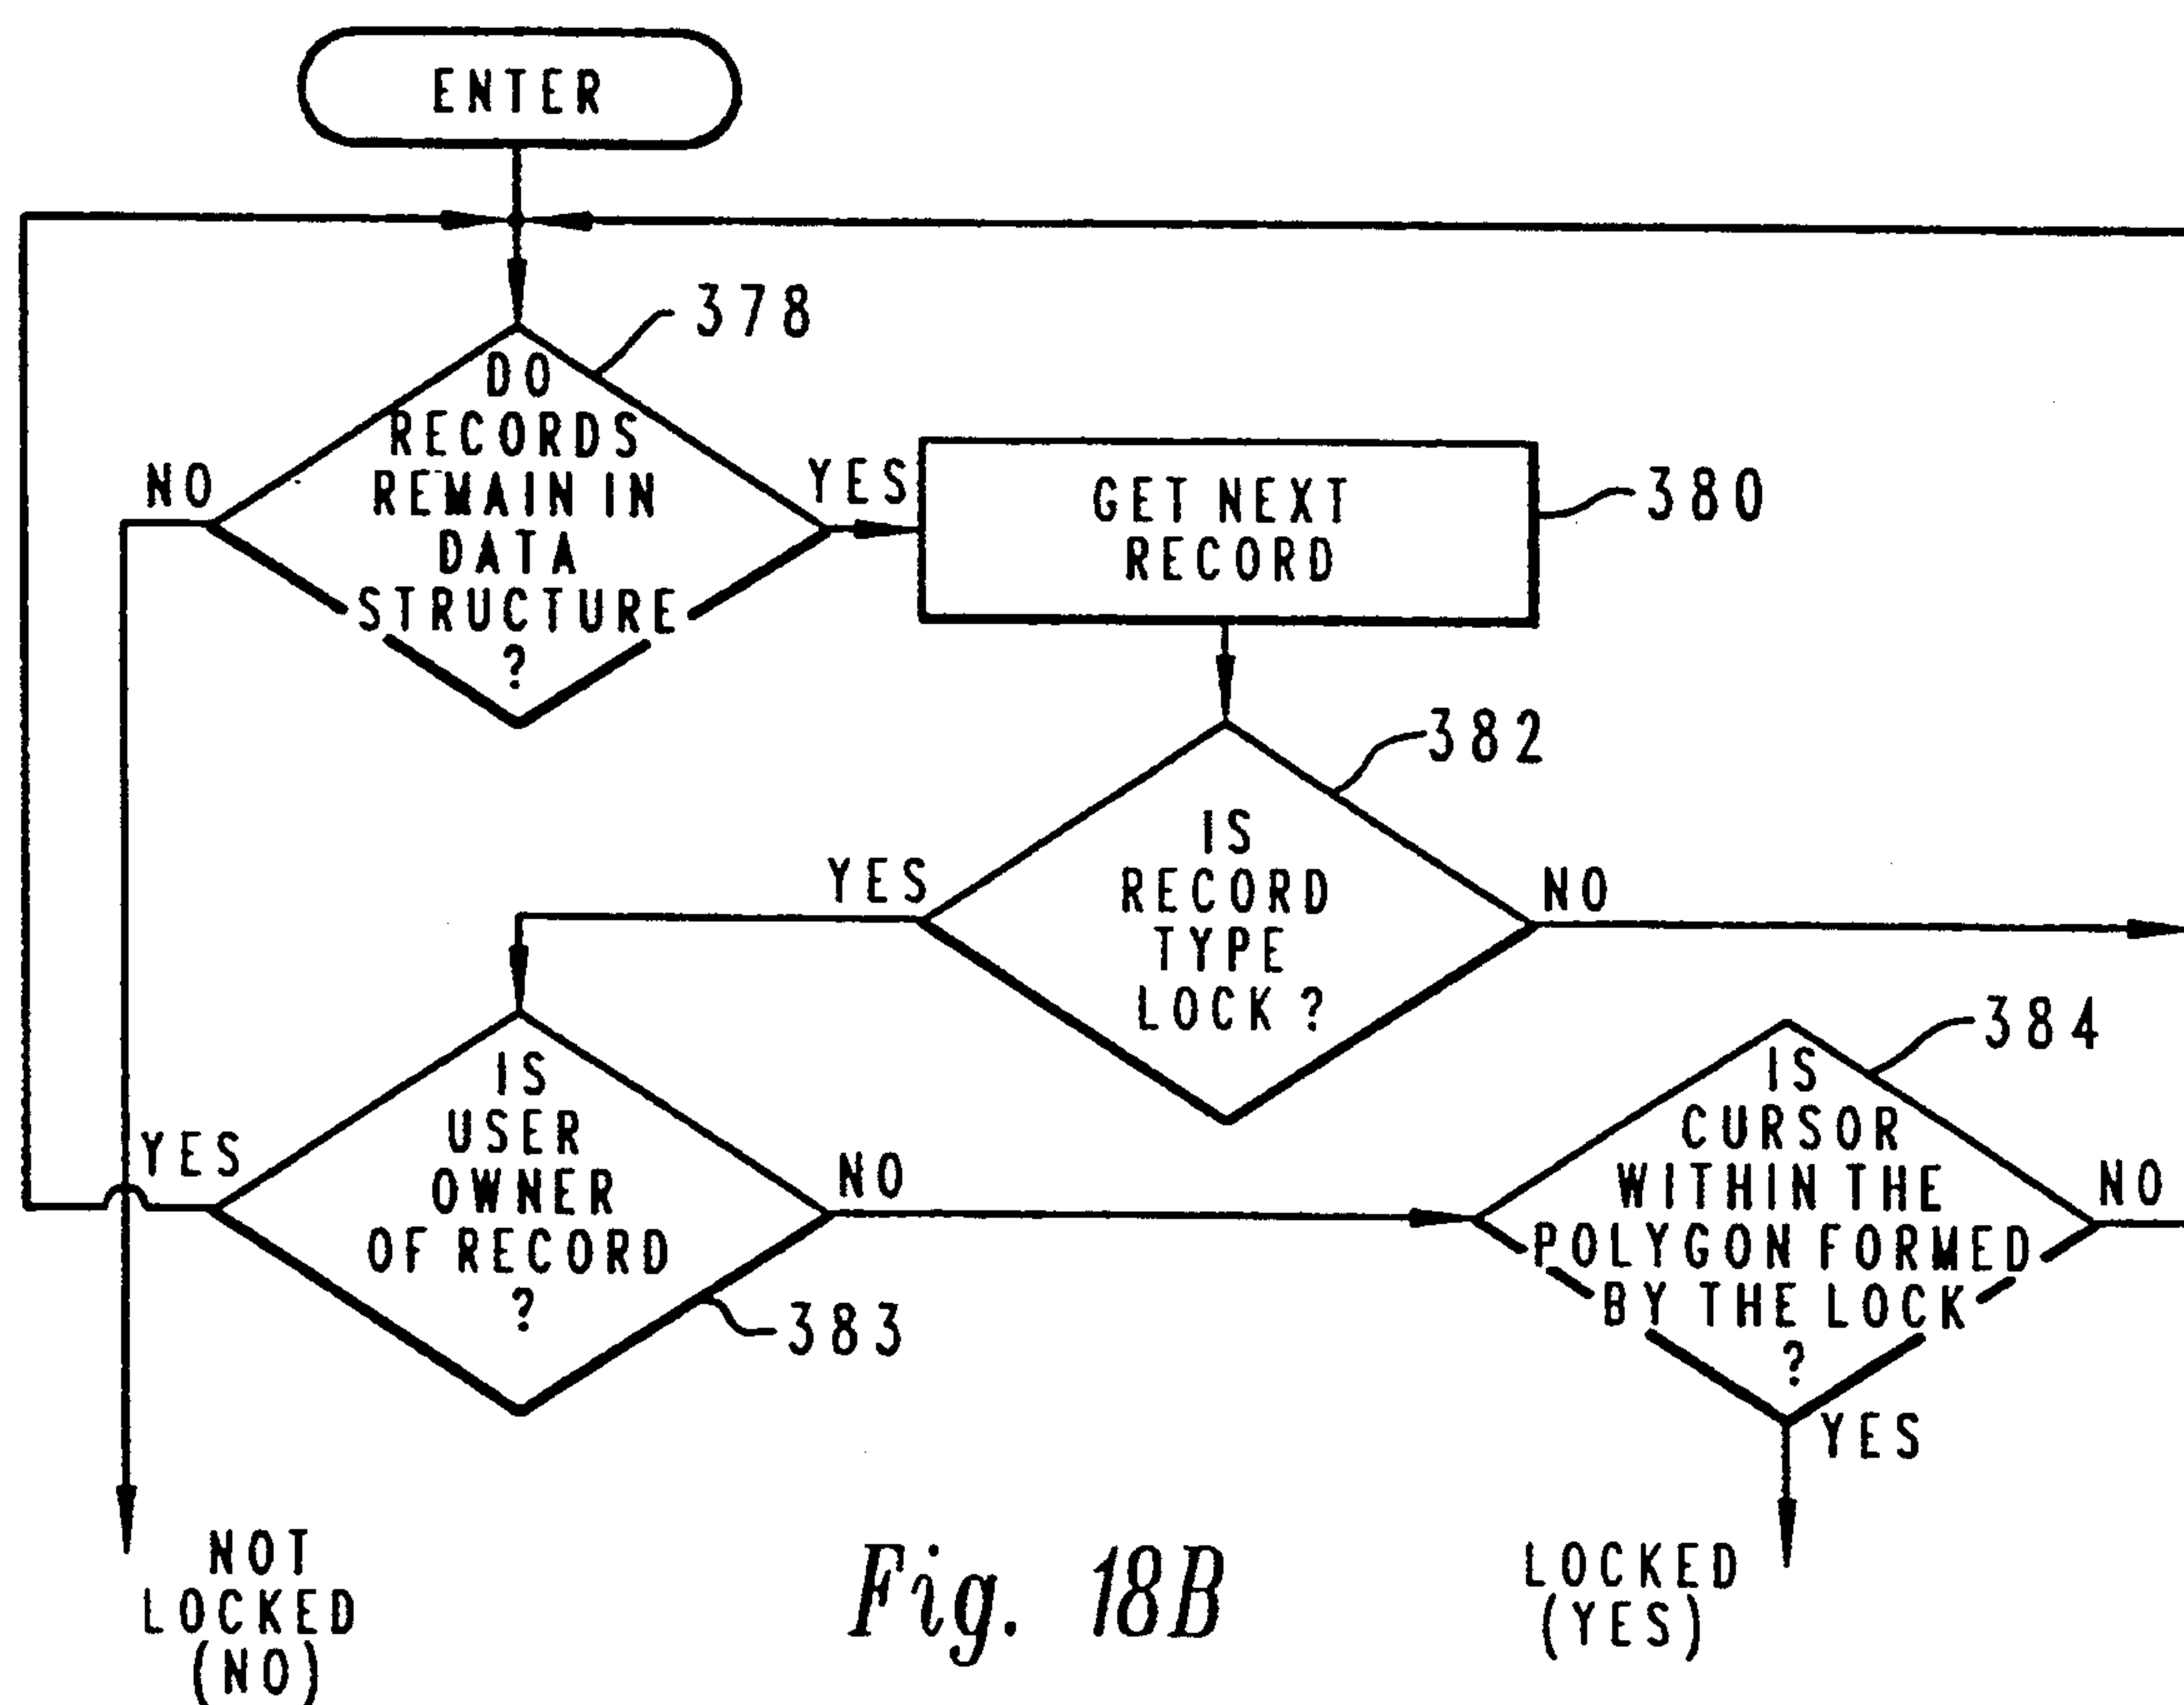 ENTER
378
DO
RECORDS
REMAIN IN
DATA
STRUCTURE
?
NO
YES
GET NEXT
RECORD
380
382
IS
RECORD
TYPE
LOCK ?
YES
NO
384
IS
USER
OWNER
OF RECORD
?
YES
NO
383
IS
CURSOR
WITHIN THE
POLYGON FORMED
BY THE LOCK
?
NO
YES
NOT
LOCKED
(NO)
Fig. 18B
LOCKED
(YES)